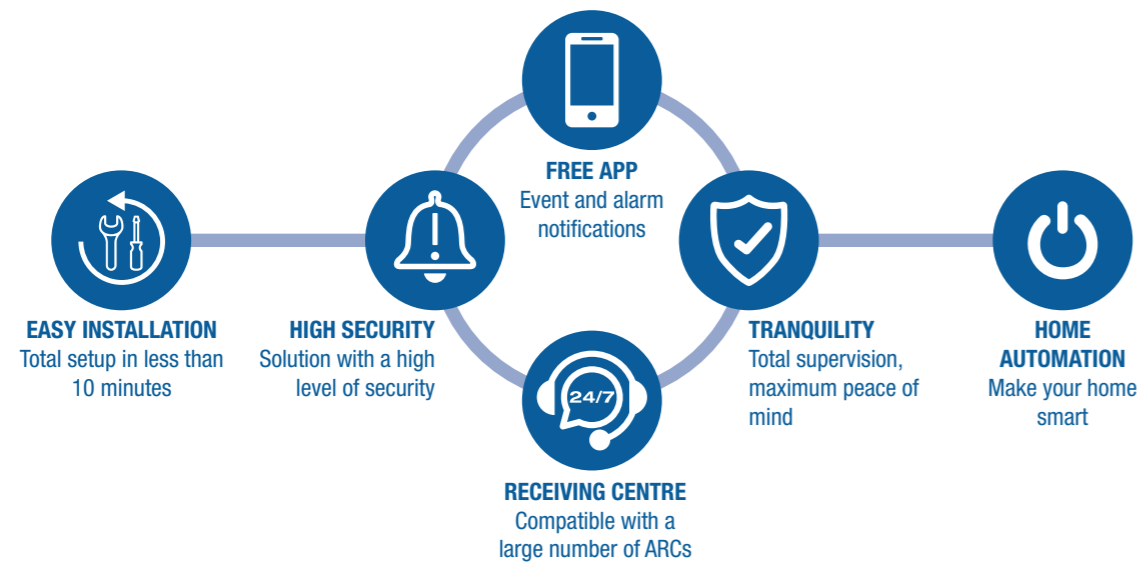 FREE APP
Event and alarm
notifications
EASY INSTALLATION
Total setup in less than
10 minutes
HIGH SECURITY
Solution with a high
level of security
TRANQUILITY
Total supervision,
maximum peace of
mind
HOME
AUTOMATION
Make your home
smart
24/7
RECEIVING CENTRE
Compatible with a
large number of ARCs